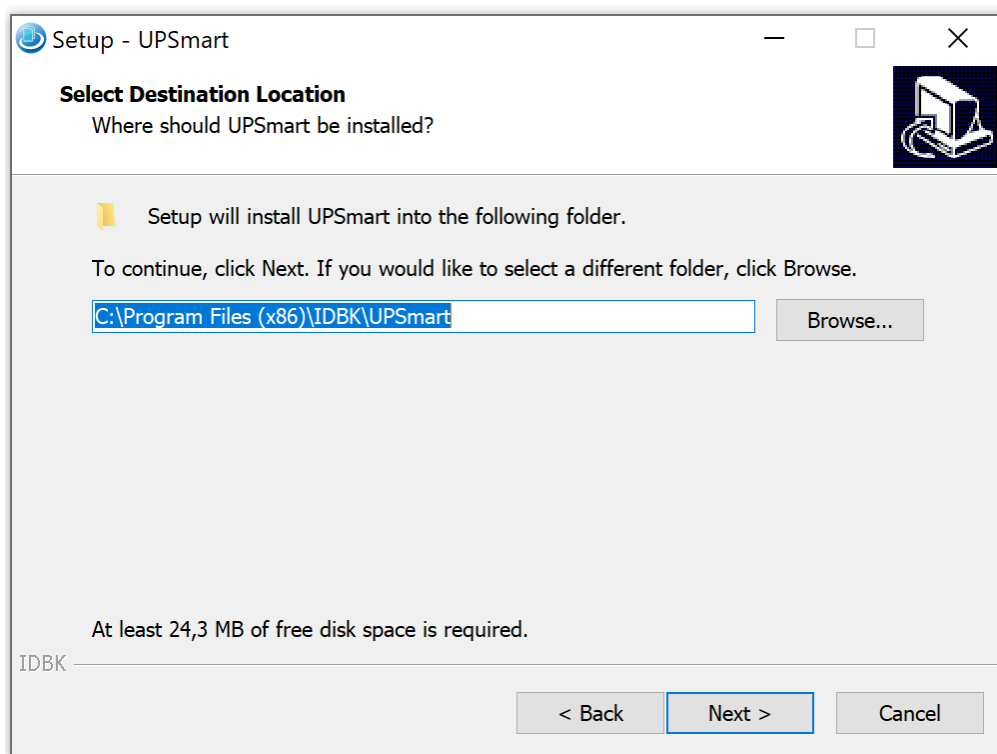 Setup - UPSmart
Select Destination Location
Where should UPSmart be installed?
Setup will install UPSmart into the following folder.
To continue, click Next. If you would like to select a different folder, click Browse.
C:\Program Files (x86)\IDBK\UPSmart
Browse...
At least 24,3 MB of free disk space is required.
IDBK
< Back
Next >
Cancel